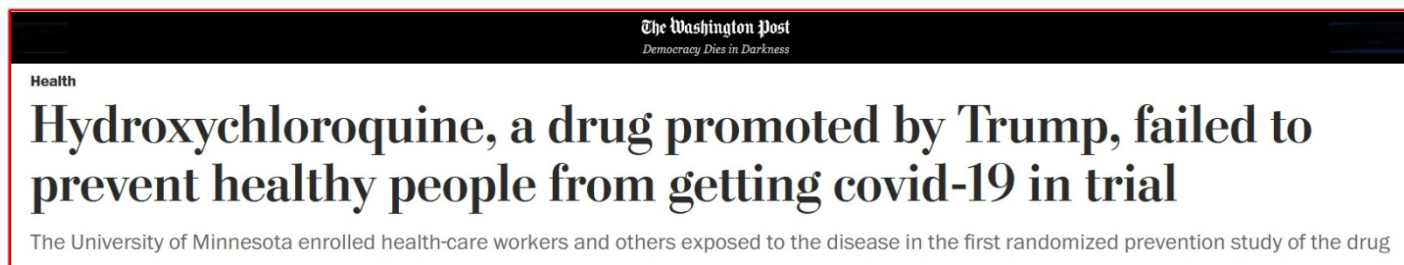 The Washington Post
Democracy Dies in Darkness
Health
Hydroxychloroquine, a drug promoted by Trump, failed to
prevent healthy people from getting covid-19 in trial
The University of Minnesota enrolled health-care workers and others exposed to the disease in the first randomized prevention study of the drug